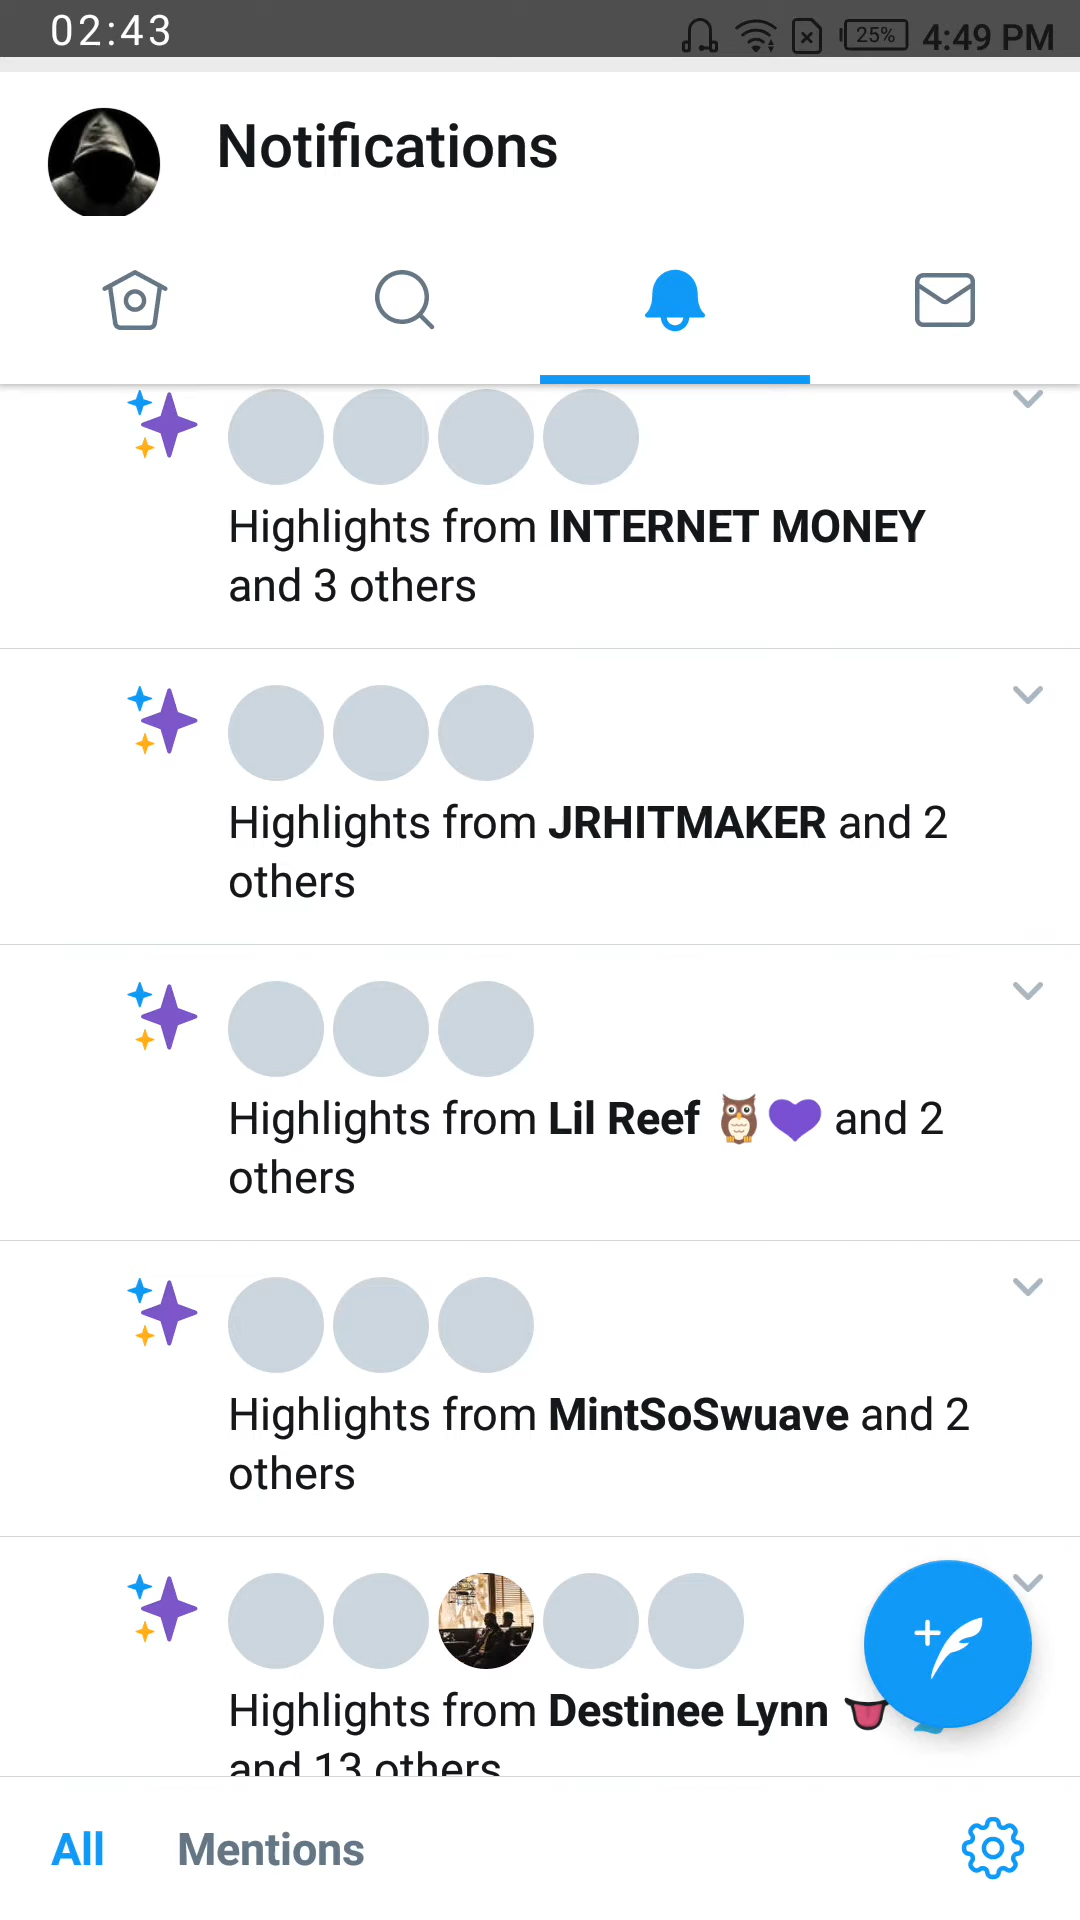 02:43
25% 4:49 PM
Notifications
Highlights from INTERNET MONEY
and 3 others
Highlights from JRHITMAKER and 2
others
Highlights from Lil Reef 🦉💜 and 2
others
Highlights from MintSoSwuave and 2
others
Highlights from Destinee Lynn 👅
and 13 others
All Mentions